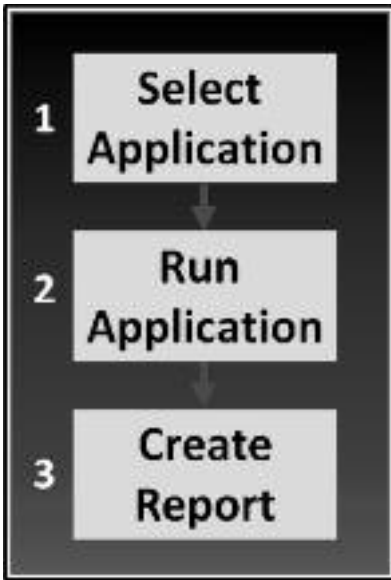 1
Select
Application
2
Run
Application
3
Create
Report